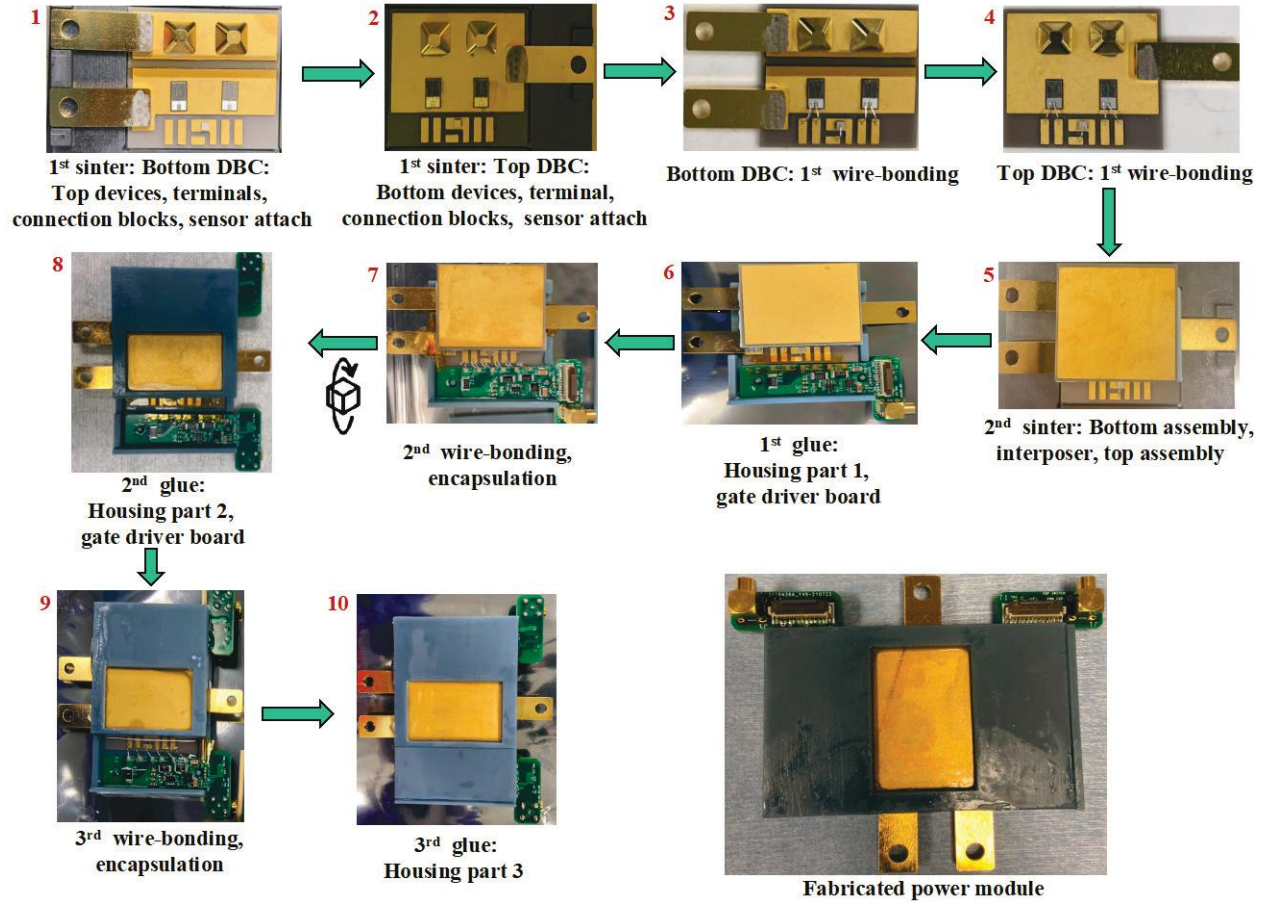 1
1st sinter: Bottom DBC:
Top devices, terminals,
connection blocks, sensor attach
2
1st sinter: Top DBC:
Bottom devices, terminal,
connection blocks, sensor attach
3
Bottom DBC: 1st wire-bonding
4
Top DBC: 1st wire-bonding
5
2nd sinter: Bottom assembly,
interposer, top assembly
6
1st glue:
Housing part 1,
gate driver board
7
2nd wire-bonding,
encapsulation
8
2nd glue:
Housing part 2,
gate driver board
9
3rd wire-bonding,
encapsulation
10
3rd glue:
Housing part 3
Fabricated power module